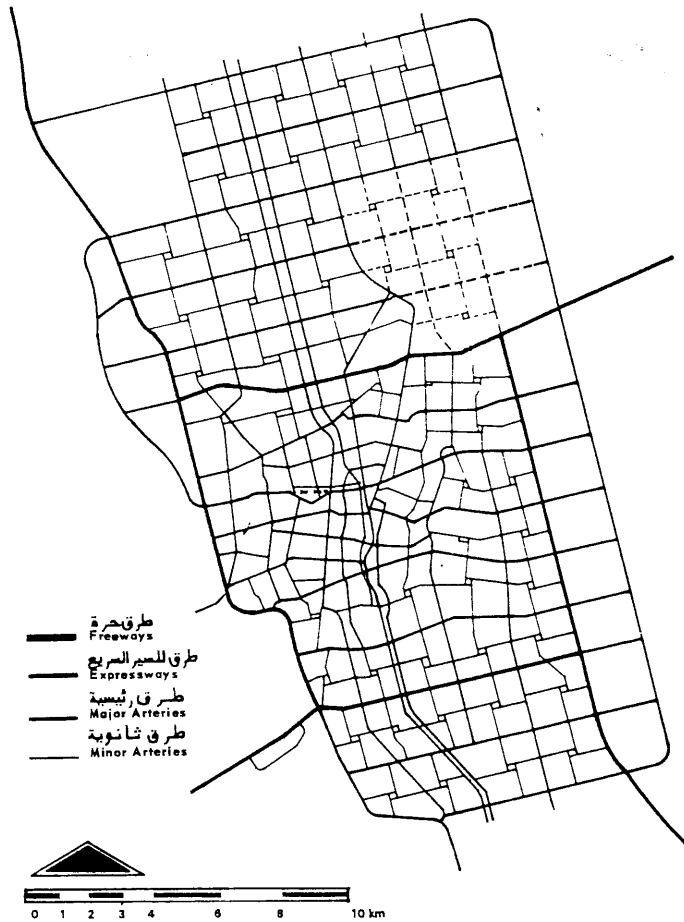 طرق حرة
Freeways
طرق للسير السريع
Expressways
طرق رئيسية
Major Arteries
طرق ثانوية
Minor Arteries
0 1 2 3 4 6 8 10 km